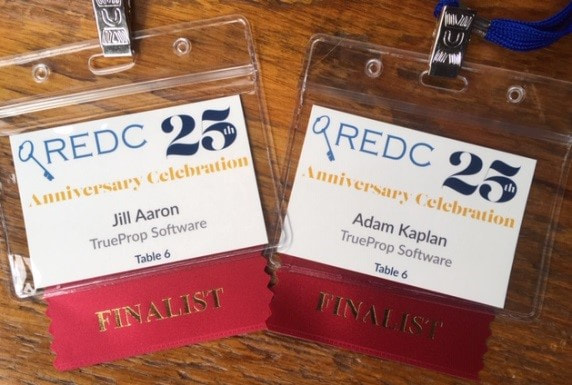 REDC 25th
Anniversary Celebration
Jill Aaron
TrueProp Software
Table 6
FINALIST
REDC 25th
Anniversary Celebration
Adam Kaplan
TrueProp Software
Table 6
FINALIST